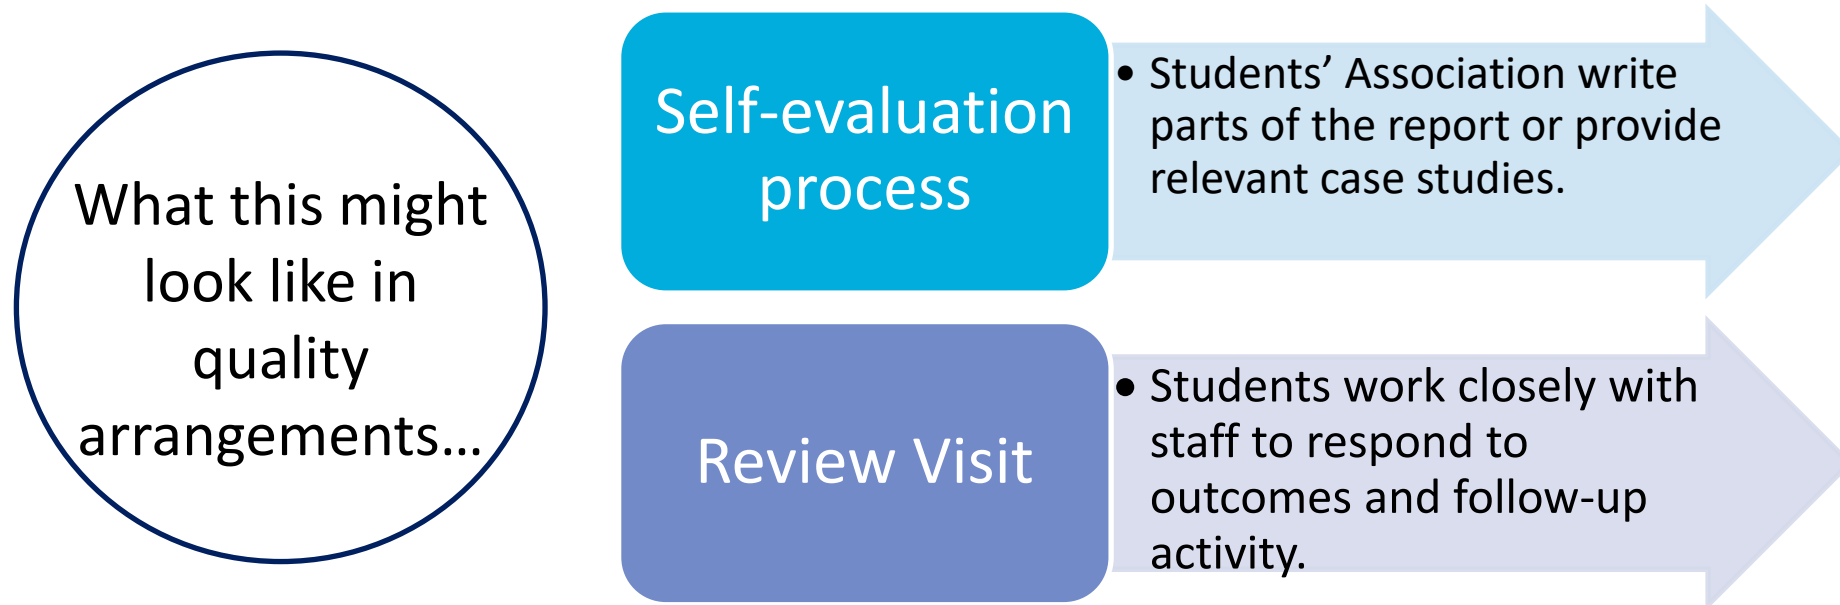 What this might
look like in
quality
arrangements…
Self-evaluation
process
• Students’ Association write
parts of the report or provide
relevant case studies.
Review Visit
• Students work closely with
staff to respond to
outcomes and follow-up
activity.